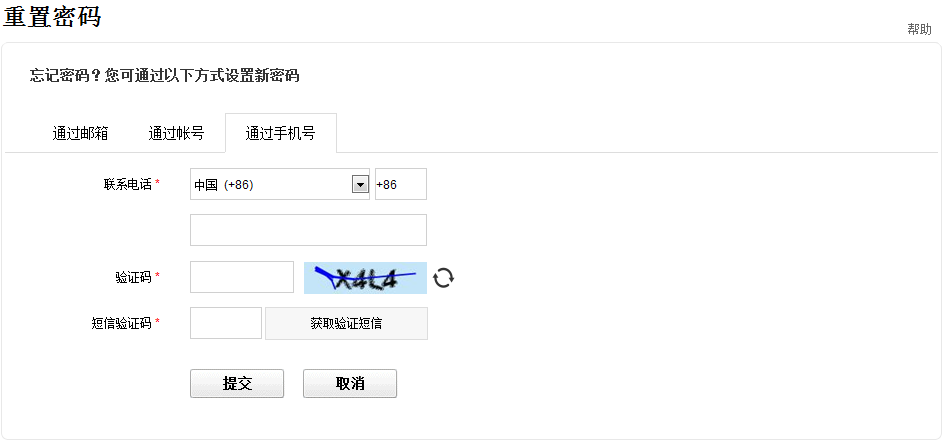 重置密码
帮助
忘记密码？您可通过以下方式设置新密码
通过邮箱 通过帐号 通过手机号
联系电话 * 中国 (+86) +86
验证码 * X4L4
短信验证码 * 获取验证短信
提交 取消